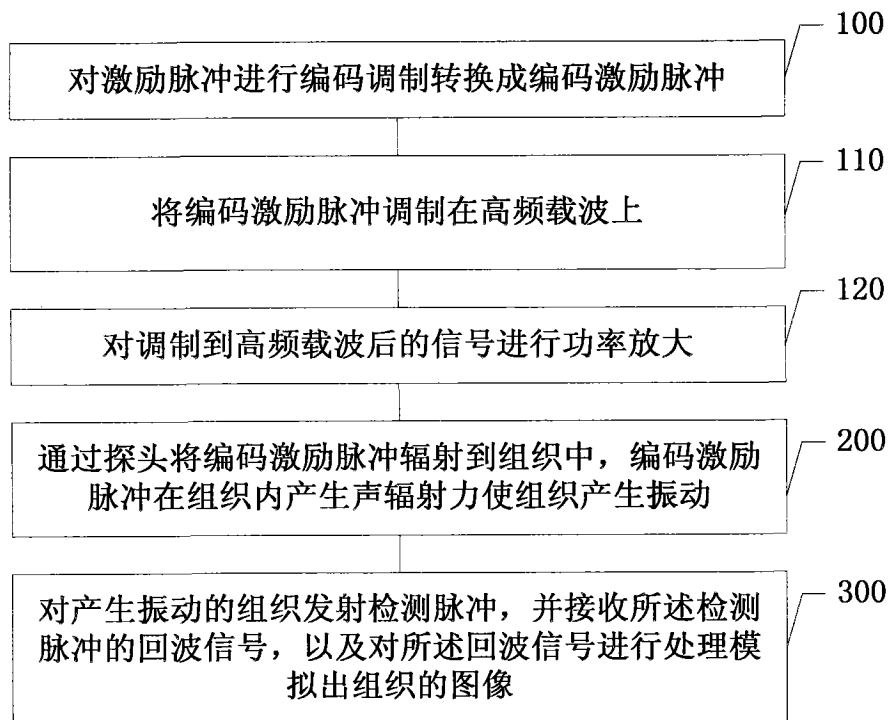 100
对激励脉冲进行编码调制转换成编码激励脉冲
110
将编码激励脉冲调制在高频载波上
120
对调制到高频载波后的信号进行功率放大
200
通过探头将编码激励脉冲辐射到组织中，编码激励
脉冲在组织内产生声辐射力使组织产生振动
300
对产生振动的组织发射检测脉冲，并接收所述检测
脉冲的回波信号，以及对所述回波信号进行处理模
拟出组织的图像